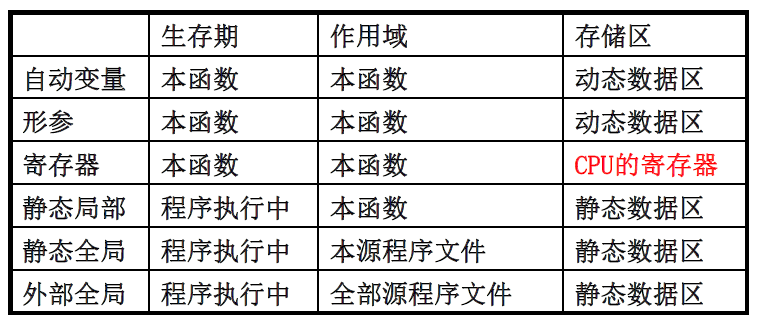 生存期 作用域 存储区
自动变量 本函数 本函数 动态数据区
形参 本函数 本函数 动态数据区
寄存器 本函数 本函数 CPU的寄存器
静态局部 程序执行中 本函数 静态数据区
静态全局 程序执行中 本源程序文件 静态数据区
外部全局 程序执行中 全部源程序文件 静态数据区